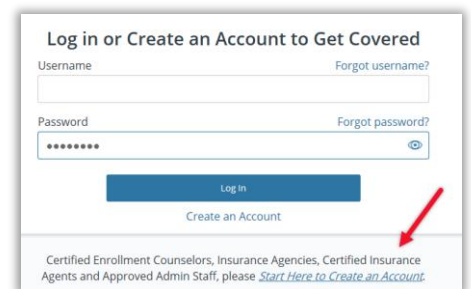 Log in or Create an Account to Get Covered
Username Forgot username?
Password Forgot password?
••••••••
Log In
Create an Account
Certified Enrollment Counselors, Insurance Agencies, Certified Insurance
Agents and Approved Admin Staff, please Start Here to Create an Account.